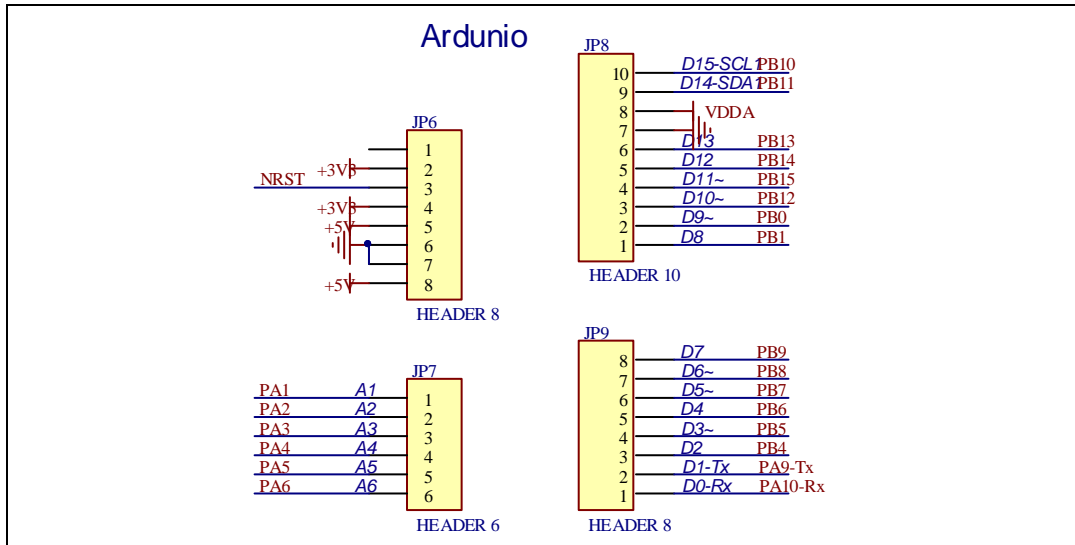 Ardunio
JP6
1
+3V3 2
NRST 3
+3V3 4
+5V 5
6
7
+5V 8
HEADER 8
JP7
PA1 A1 1
PA2 A2 2
PA3 A3 3
PA4 A4 4
PA5 A5 5
PA6 A6 6
HEADER 6
JP8
10 D15-SCL1 PB10
9 D14-SDA1 PB11
8 VDDA
7
6 D13 PB13
5 D12 PB14
4 D11~ PB15
3 D10~ PB12
2 D9~ PB0
1 D8 PB1
HEADER 10
JP9
8 D7 PB9
7 D6~ PB8
6 D5~ PB7
5 D4 PB6
4 D3~ PB5
3 D2 PB4
2 D1-Tx PA9-Tx
1 D0-Rx PA10-Rx
HEADER 8